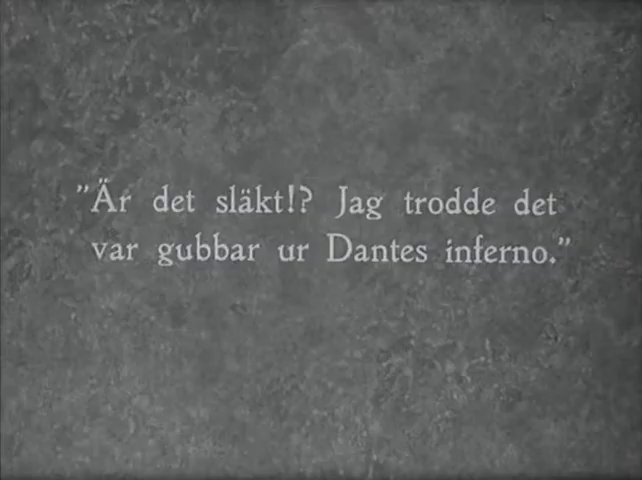 "Är det släkt!? Jag trodde det
var gubbar ur Dantes inferno."